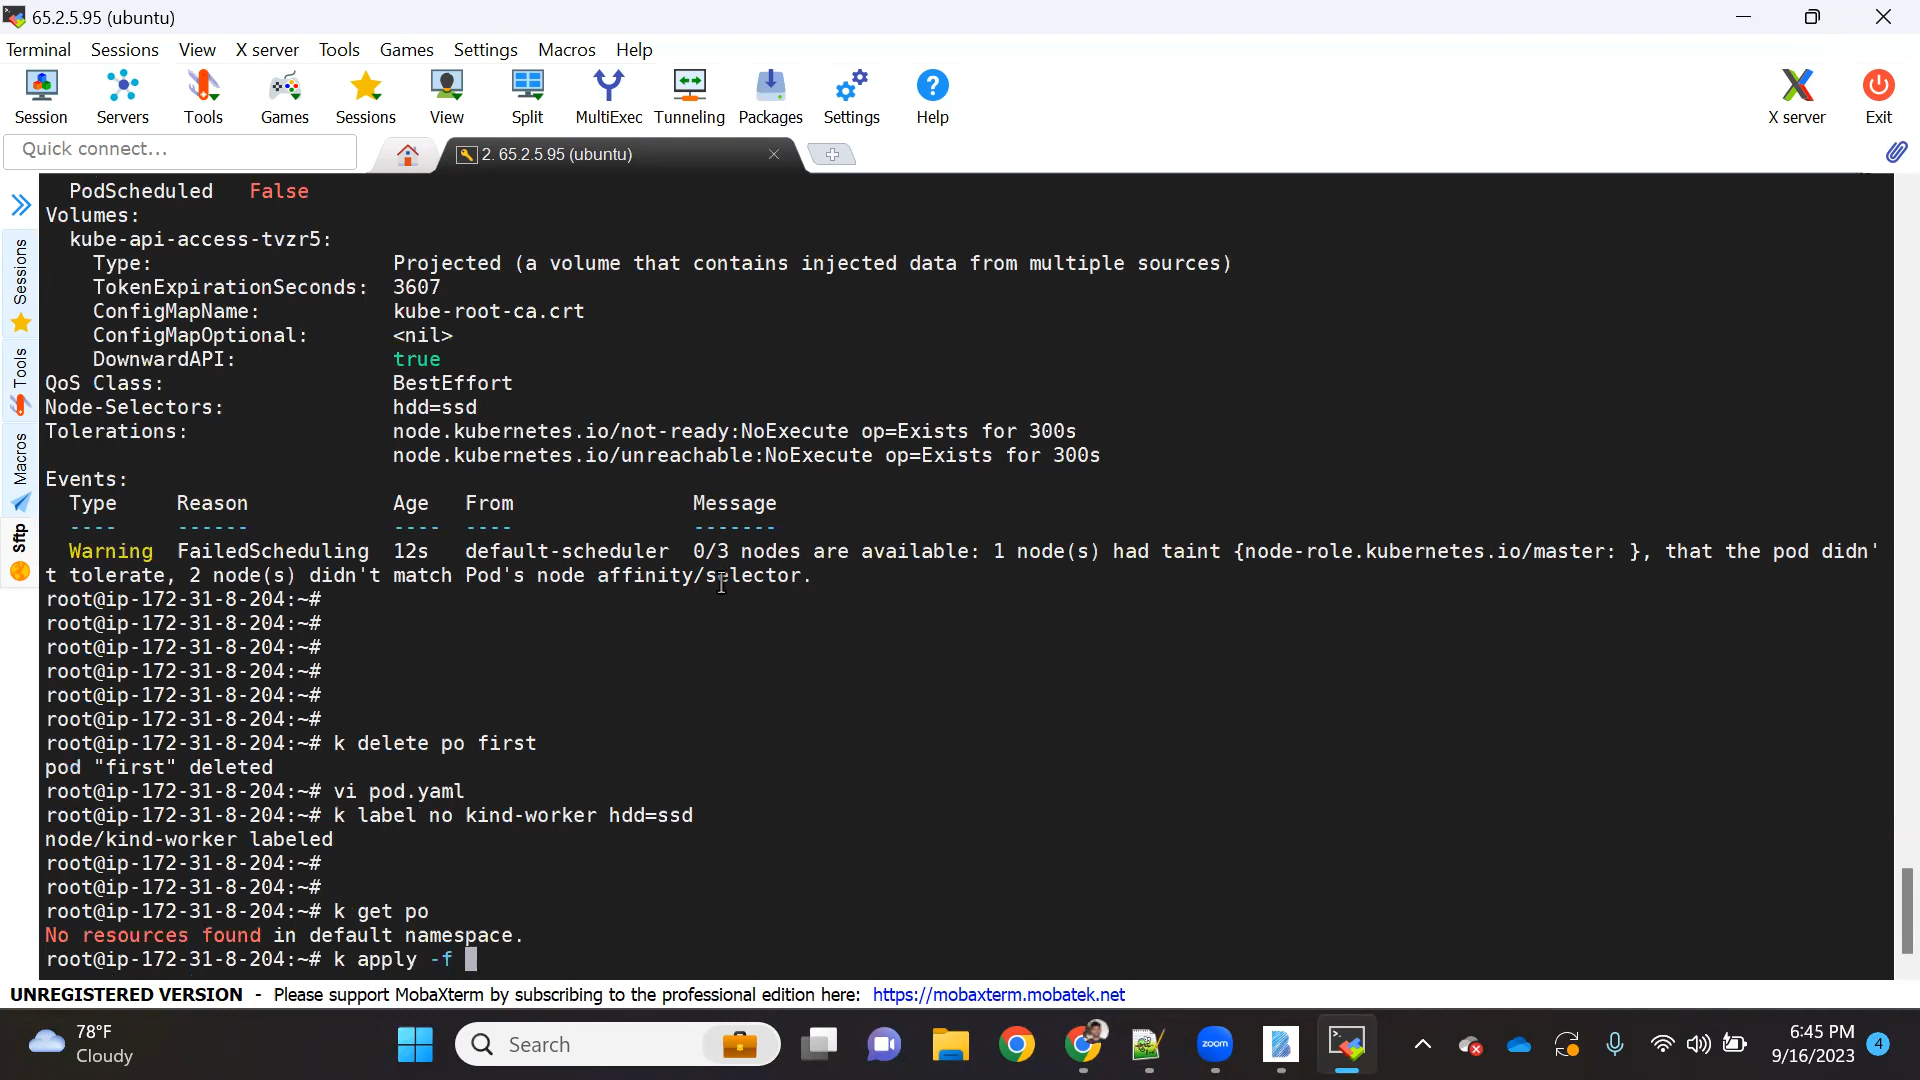 65.2.5.95 (ubuntu)
Terminal Sessions View X server Tools Games Settings Macros Help
Session Servers Tools Games Sessions View Split MultiExec Tunneling Packages Settings Help X server Exit
Quick connect...
2. 65.2.5.95 (ubuntu)
Sessions
Tools
Macros
Sftp
PodScheduled False
Volumes:
kube-api-access-tvzr5:
Type: Projected (a volume that contains injected data from multiple sources)
TokenExpirationSeconds: 3607
ConfigMapName: kube-root-ca.crt
ConfigMapOptional: <nil>
DownwardAPI: true
QoS Class: BestEffort
Node-Selectors: hdd=ssd
Tolerations: node.kubernetes.io/not-ready:NoExecute op=Exists for 300s
node.kubernetes.io/unreachable:NoExecute op=Exists for 300s
Events:
Type Reason Age From Message
---- ------ ---- ---- -------
Warning FailedScheduling 12s default-scheduler 0/3 nodes are available: 1 node(s) had taint {node-role.kubernetes.io/master: }, that the pod didn'
t tolerate, 2 node(s) didn't match Pod's node affinity/selector.
root@ip-172-31-8-204:~#
root@ip-172-31-8-204:~#
root@ip-172-31-8-204:~#
root@ip-172-31-8-204:~#
root@ip-172-31-8-204:~#
root@ip-172-31-8-204:~#
root@ip-172-31-8-204:~# k delete po first
pod "first" deleted
root@ip-172-31-8-204:~# vi pod.yaml
root@ip-172-31-8-204:~# k label no kind-worker hdd=ssd
node/kind-worker labeled
root@ip-172-31-8-204:~#
root@ip-172-31-8-204:~#
root@ip-172-31-8-204:~# k get po
No resources found in default namespace.
root@ip-172-31-8-204:~# k apply -f
UNREGISTERED VERSION - Please support MobaXterm by subscribing to the professional edition here: https://mobaxterm.mobatek.net
78°F
Cloudy
Search
zoom
6:45 PM
9/16/2023
4